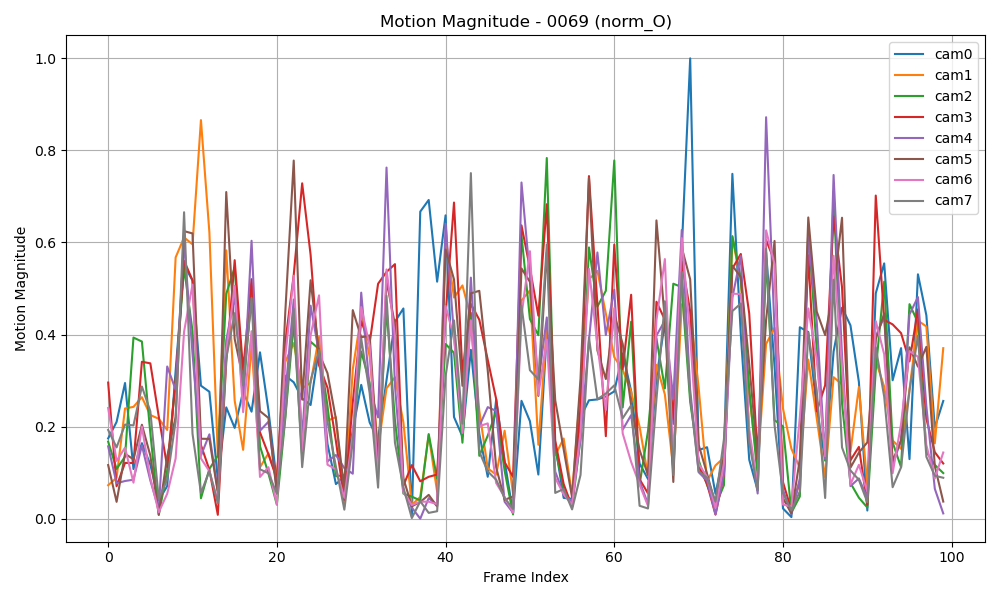 Motion Magnitude - 0069 (norm_O)
1.0
0.8
0.6
0.4
0.2
0.0
Motion Magnitude
0
20
40
60
80
100
Frame Index
cam0
cam1
cam2
cam3
cam4
cam5
cam6
cam7